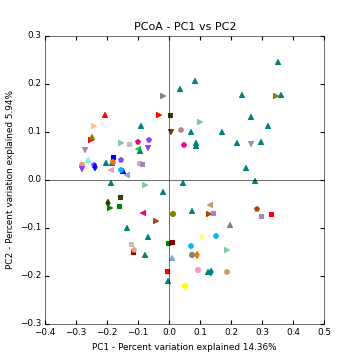 PCoA - PC1 vs PC2
0.3
0.2
0.1
0.0
−0.1
−0.2
−0.3
PC2 - Percent variation explained 5.94%
−0.4 −0.3 −0.2 −0.1 0.0 0.1 0.2 0.3 0.4 0.5
PC1 - Percent variation explained 14.36%